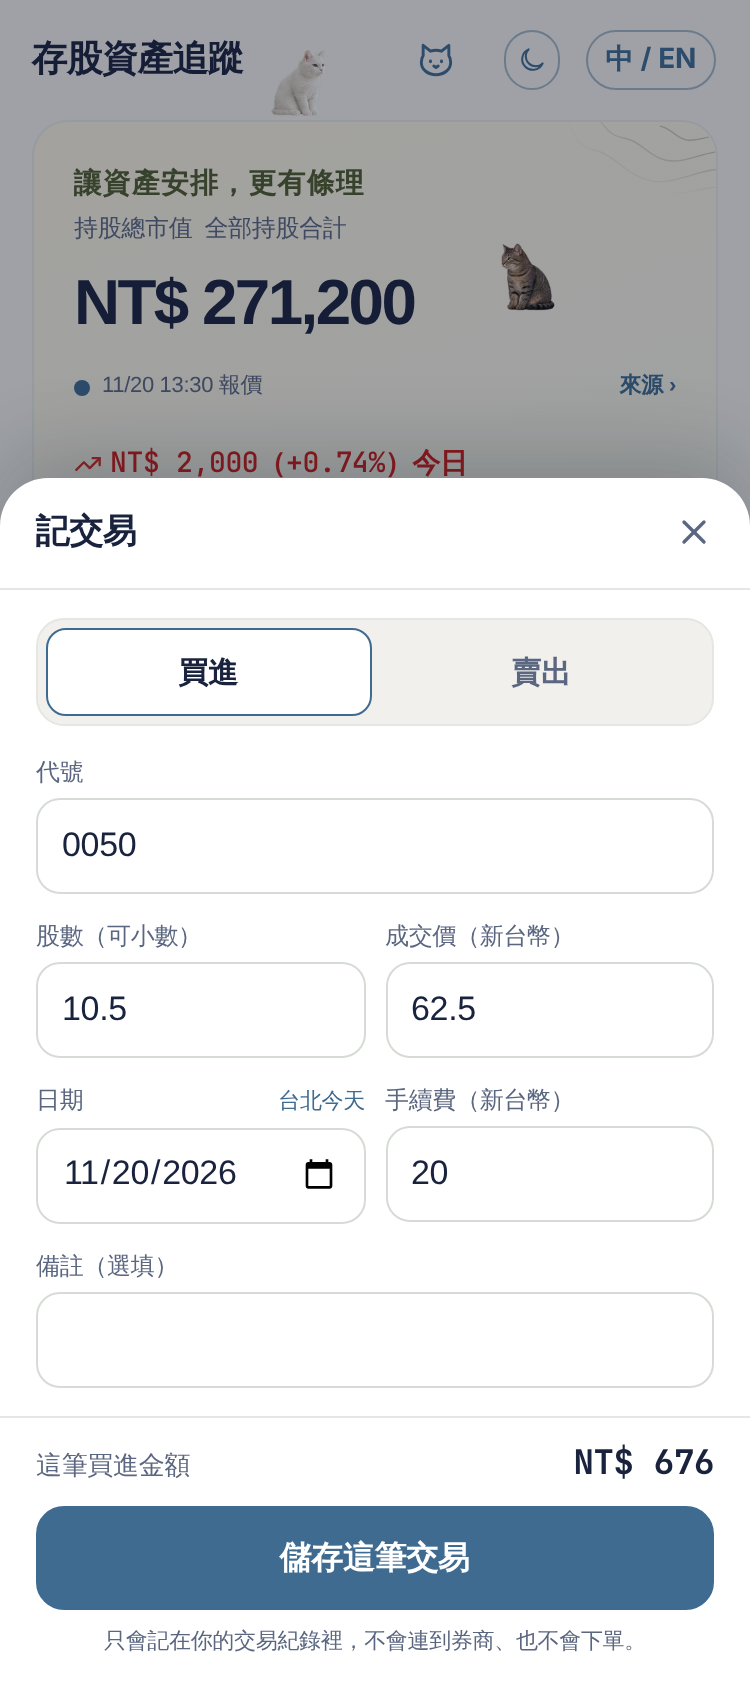 存股資產追蹤
中 / EN
讓資產安排，更有條理
持股總市值 全部持股合計
NT$ 271,200
11/20 13:30 報價
來源 ›
NT$ 2,000 (+0.74%) 今日
記交易
買進
賣出
代號
0050
股數（可小數）
成交價（新台幣）
10.5
62.5
日期
台北今天
手續費（新台幣）
11/20/2026
20
備註（選填）
這筆買進金額
NT$ 676
儲存這筆交易
只會記在你的交易紀錄裡，不會連到券商、也不會下單。